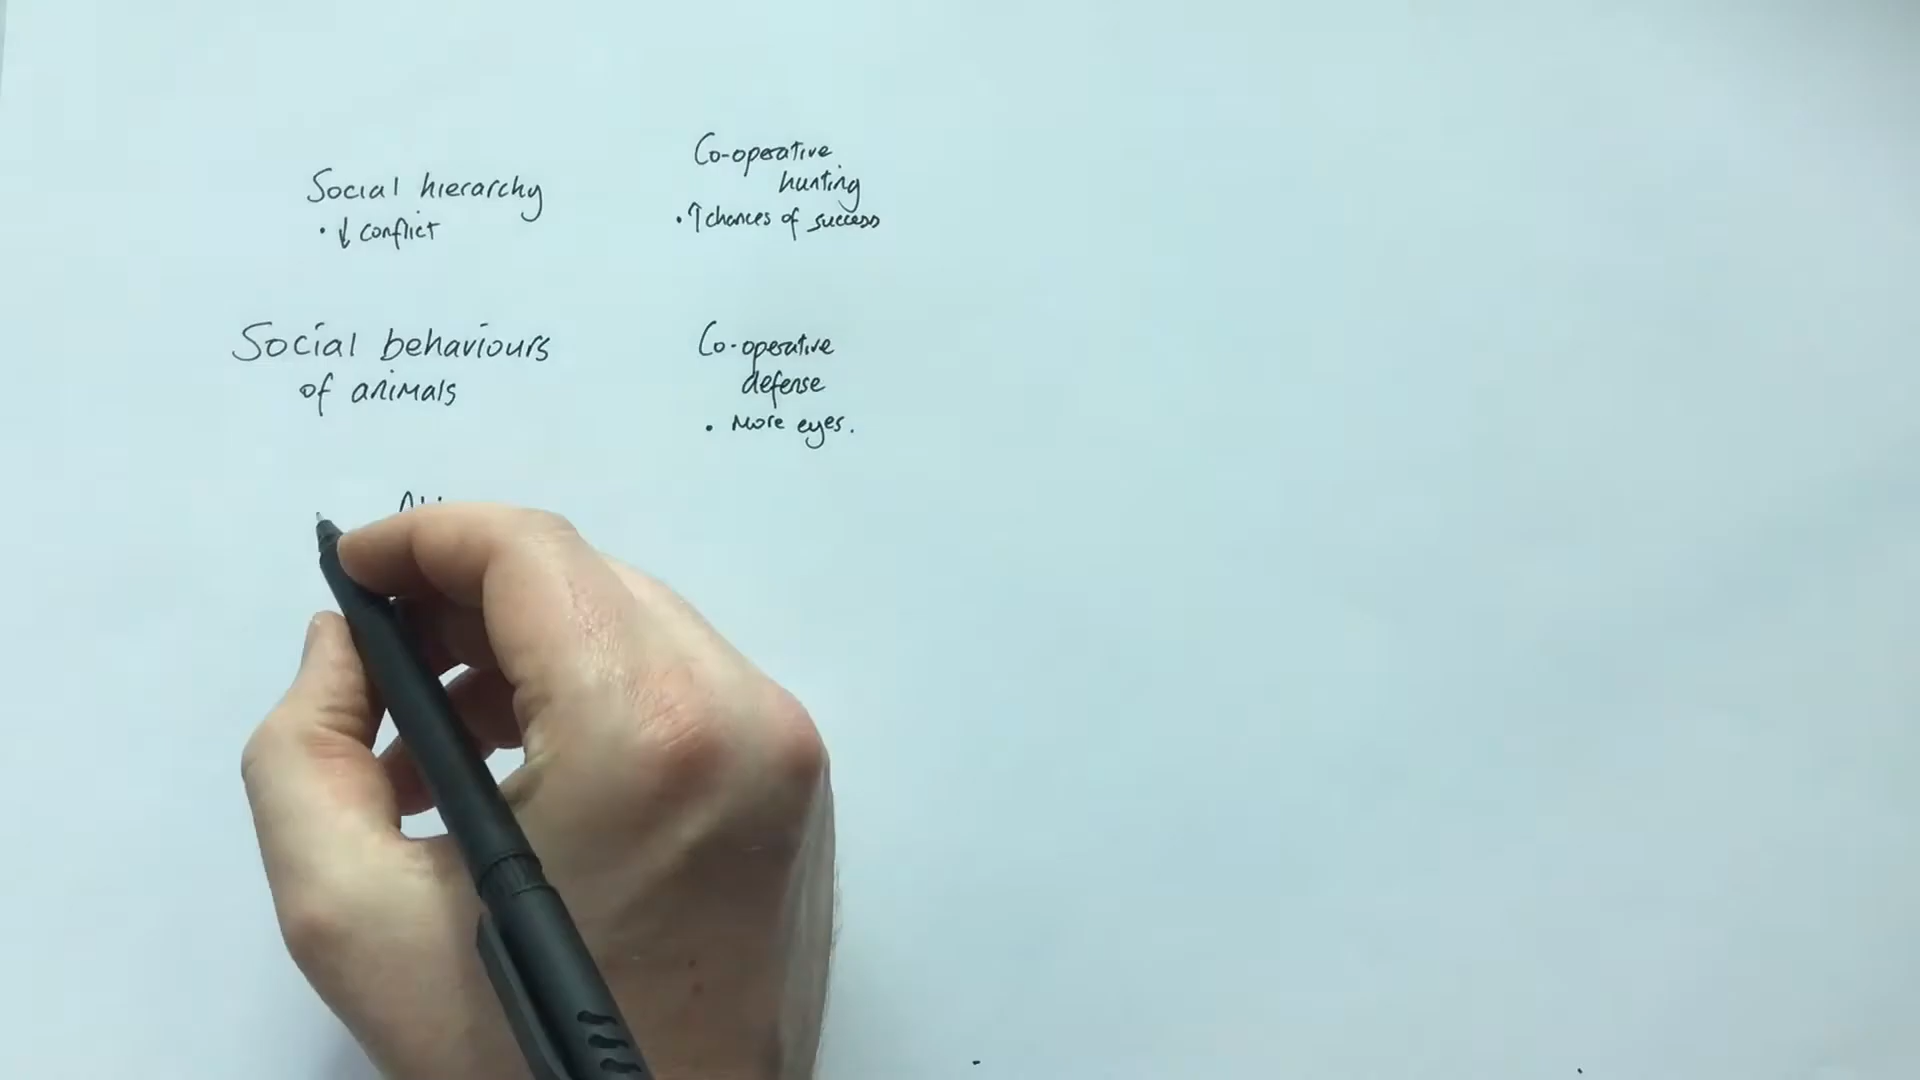 Social hierarchy
• ↓ conflict
Co-operative
hunting
• ↑ chances of success
Social behaviours
of animals
Co-operative
defense
• More eyes.